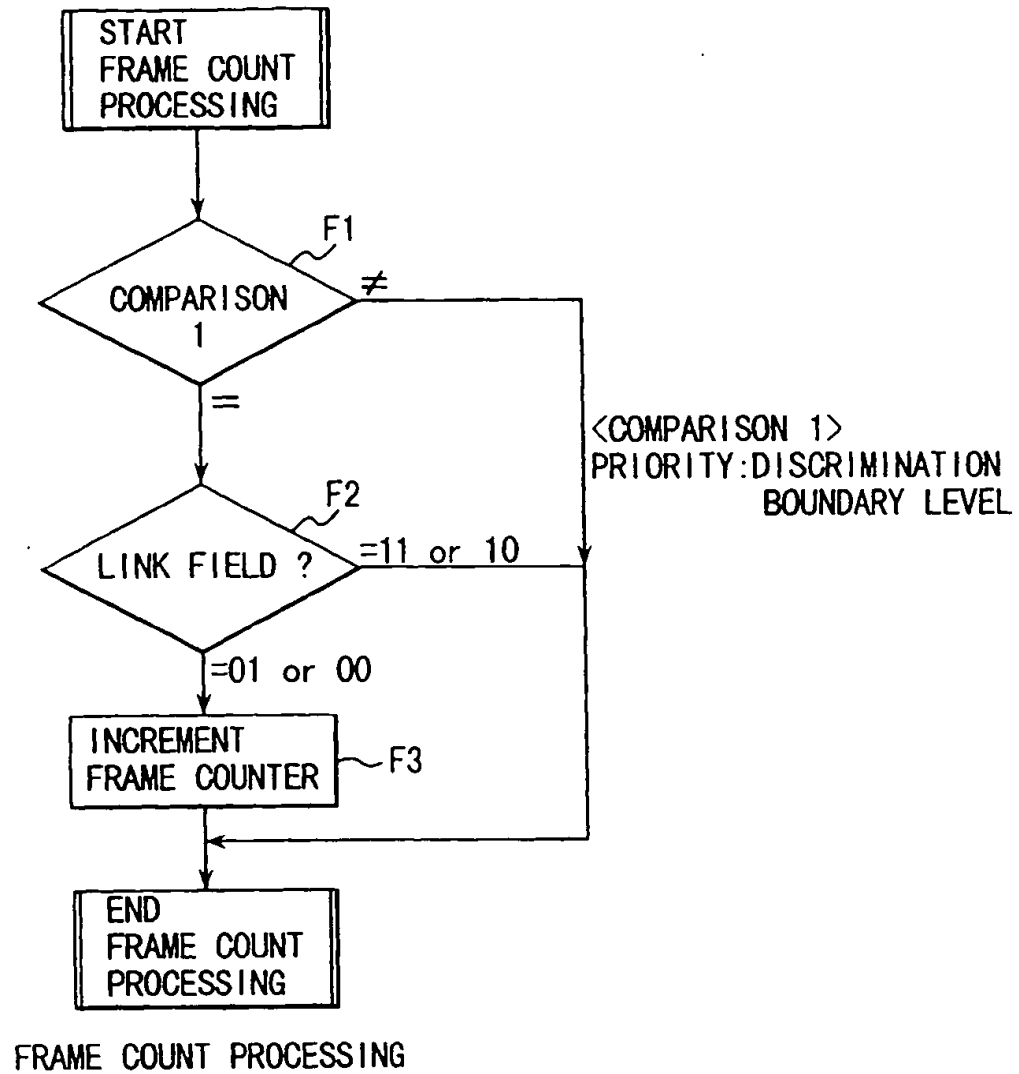 START
FRAME COUNT
PROCESSING
F1
COMPARISON
1
≠
=
<COMPARISON 1>
PRIORITY:DISCRIMINATION
BOUNDARY LEVEL
F2
LINK FIELD ?
=11 or 10
=01 or 00
INCREMENT
FRAME COUNTER
F3
END
FRAME COUNT
PROCESSING
FRAME COUNT PROCESSING